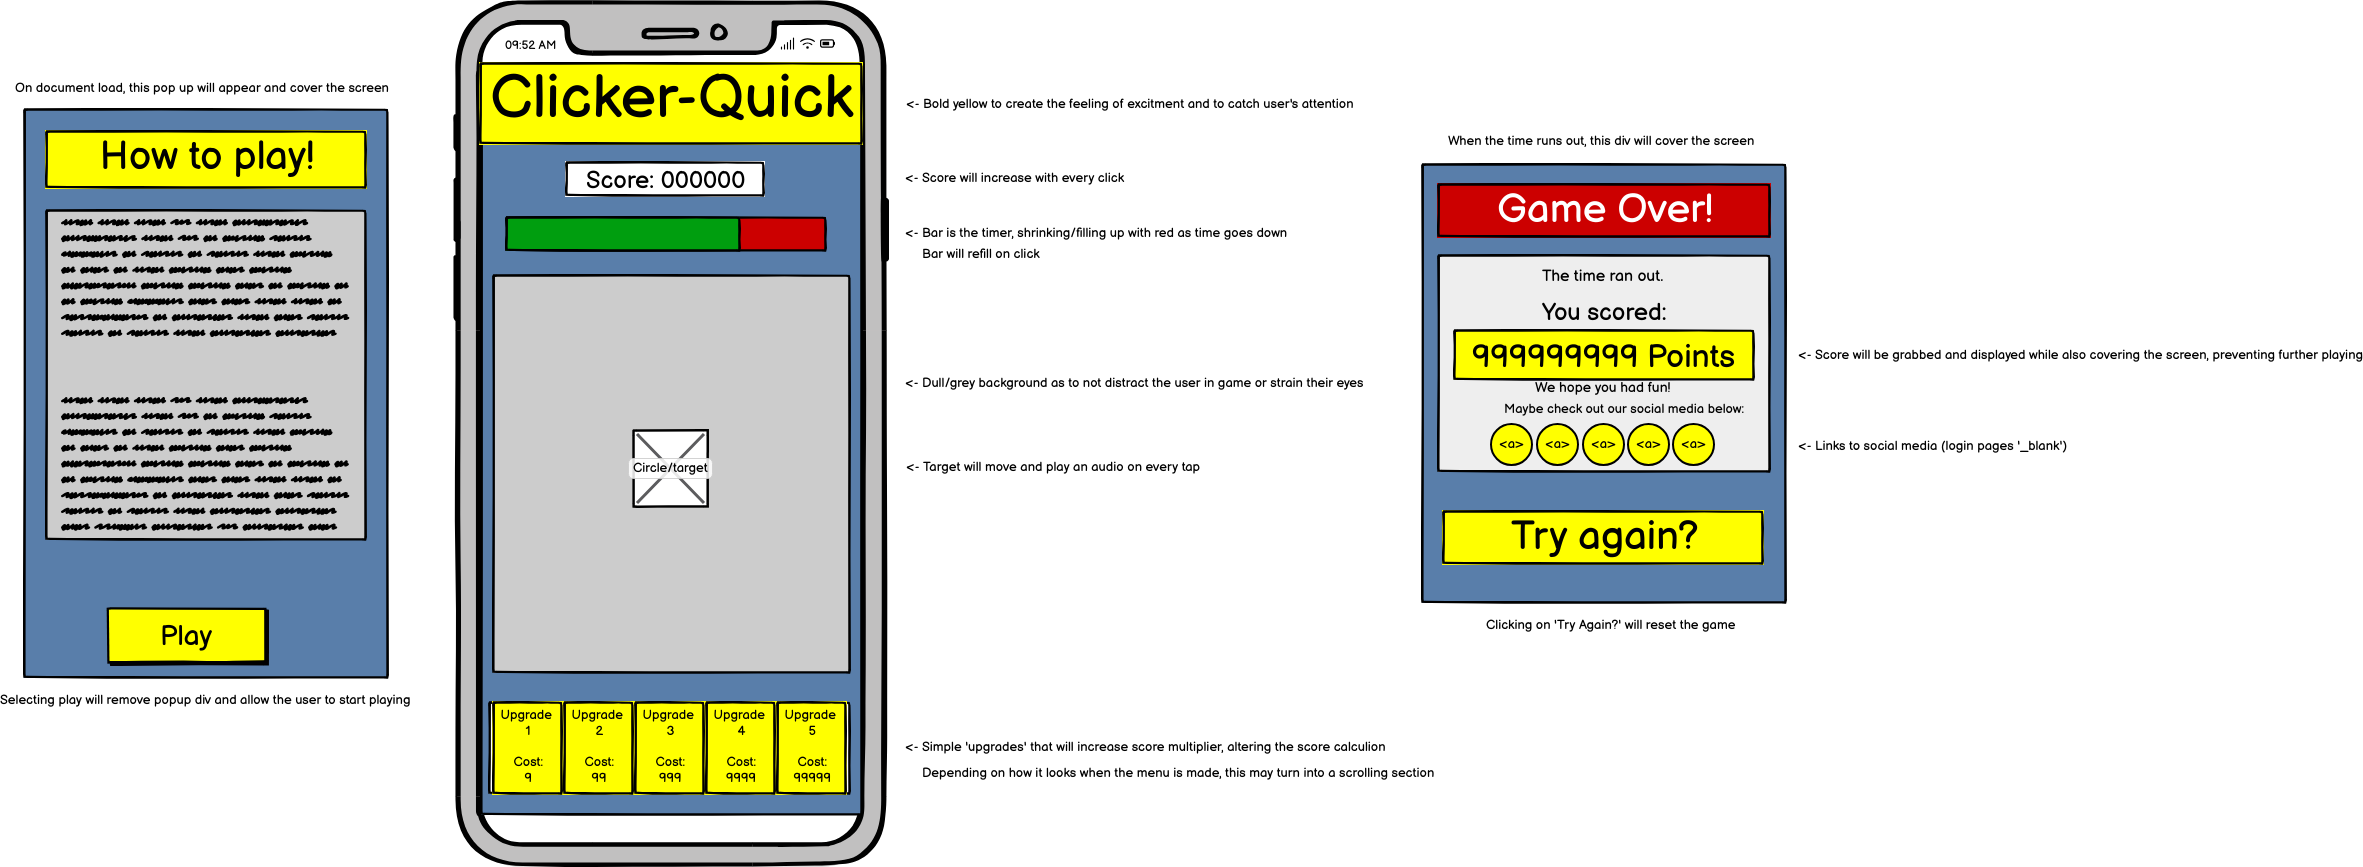 On document load, this pop up will appear and cover the screen
How to play!
Play
Selecting play will remove popup div and allow the user to start playing
09:52 AM
Clicker-Quick
Score: 000000
Circle/target
Upgrade 1 Cost: 9
Upgrade 2 Cost: 99
Upgrade 3 Cost: 999
Upgrade 4 Cost: 9999
Upgrade 5 Cost: 99999
<- Bold yellow to create the feeling of excitment and to catch user's attention
<- Score will increase with every click
<- Bar is the timer, shrinking/filling up with red as time goes down
Bar will refill on click
<- Dull/grey background as to not distract the user in game or strain their eyes
<- Target will move and play an audio on every tap
<- Simple 'upgrades' that will increase score multiplier, altering the score calculion
Depending on how it looks when the menu is made, this may turn into a scrolling section
When the time runs out, this div will cover the screen
Game Over!
The time ran out.
You scored:
999999999 Points
We hope you had fun!
Maybe check out our social media below:
<a> <a> <a> <a> <a>
Try again?
Clicking on 'Try Again?' will reset the game
<- Score will be grabbed and displayed while also covering the screen, preventing further playing
<- Links to social media (login pages '_blank')